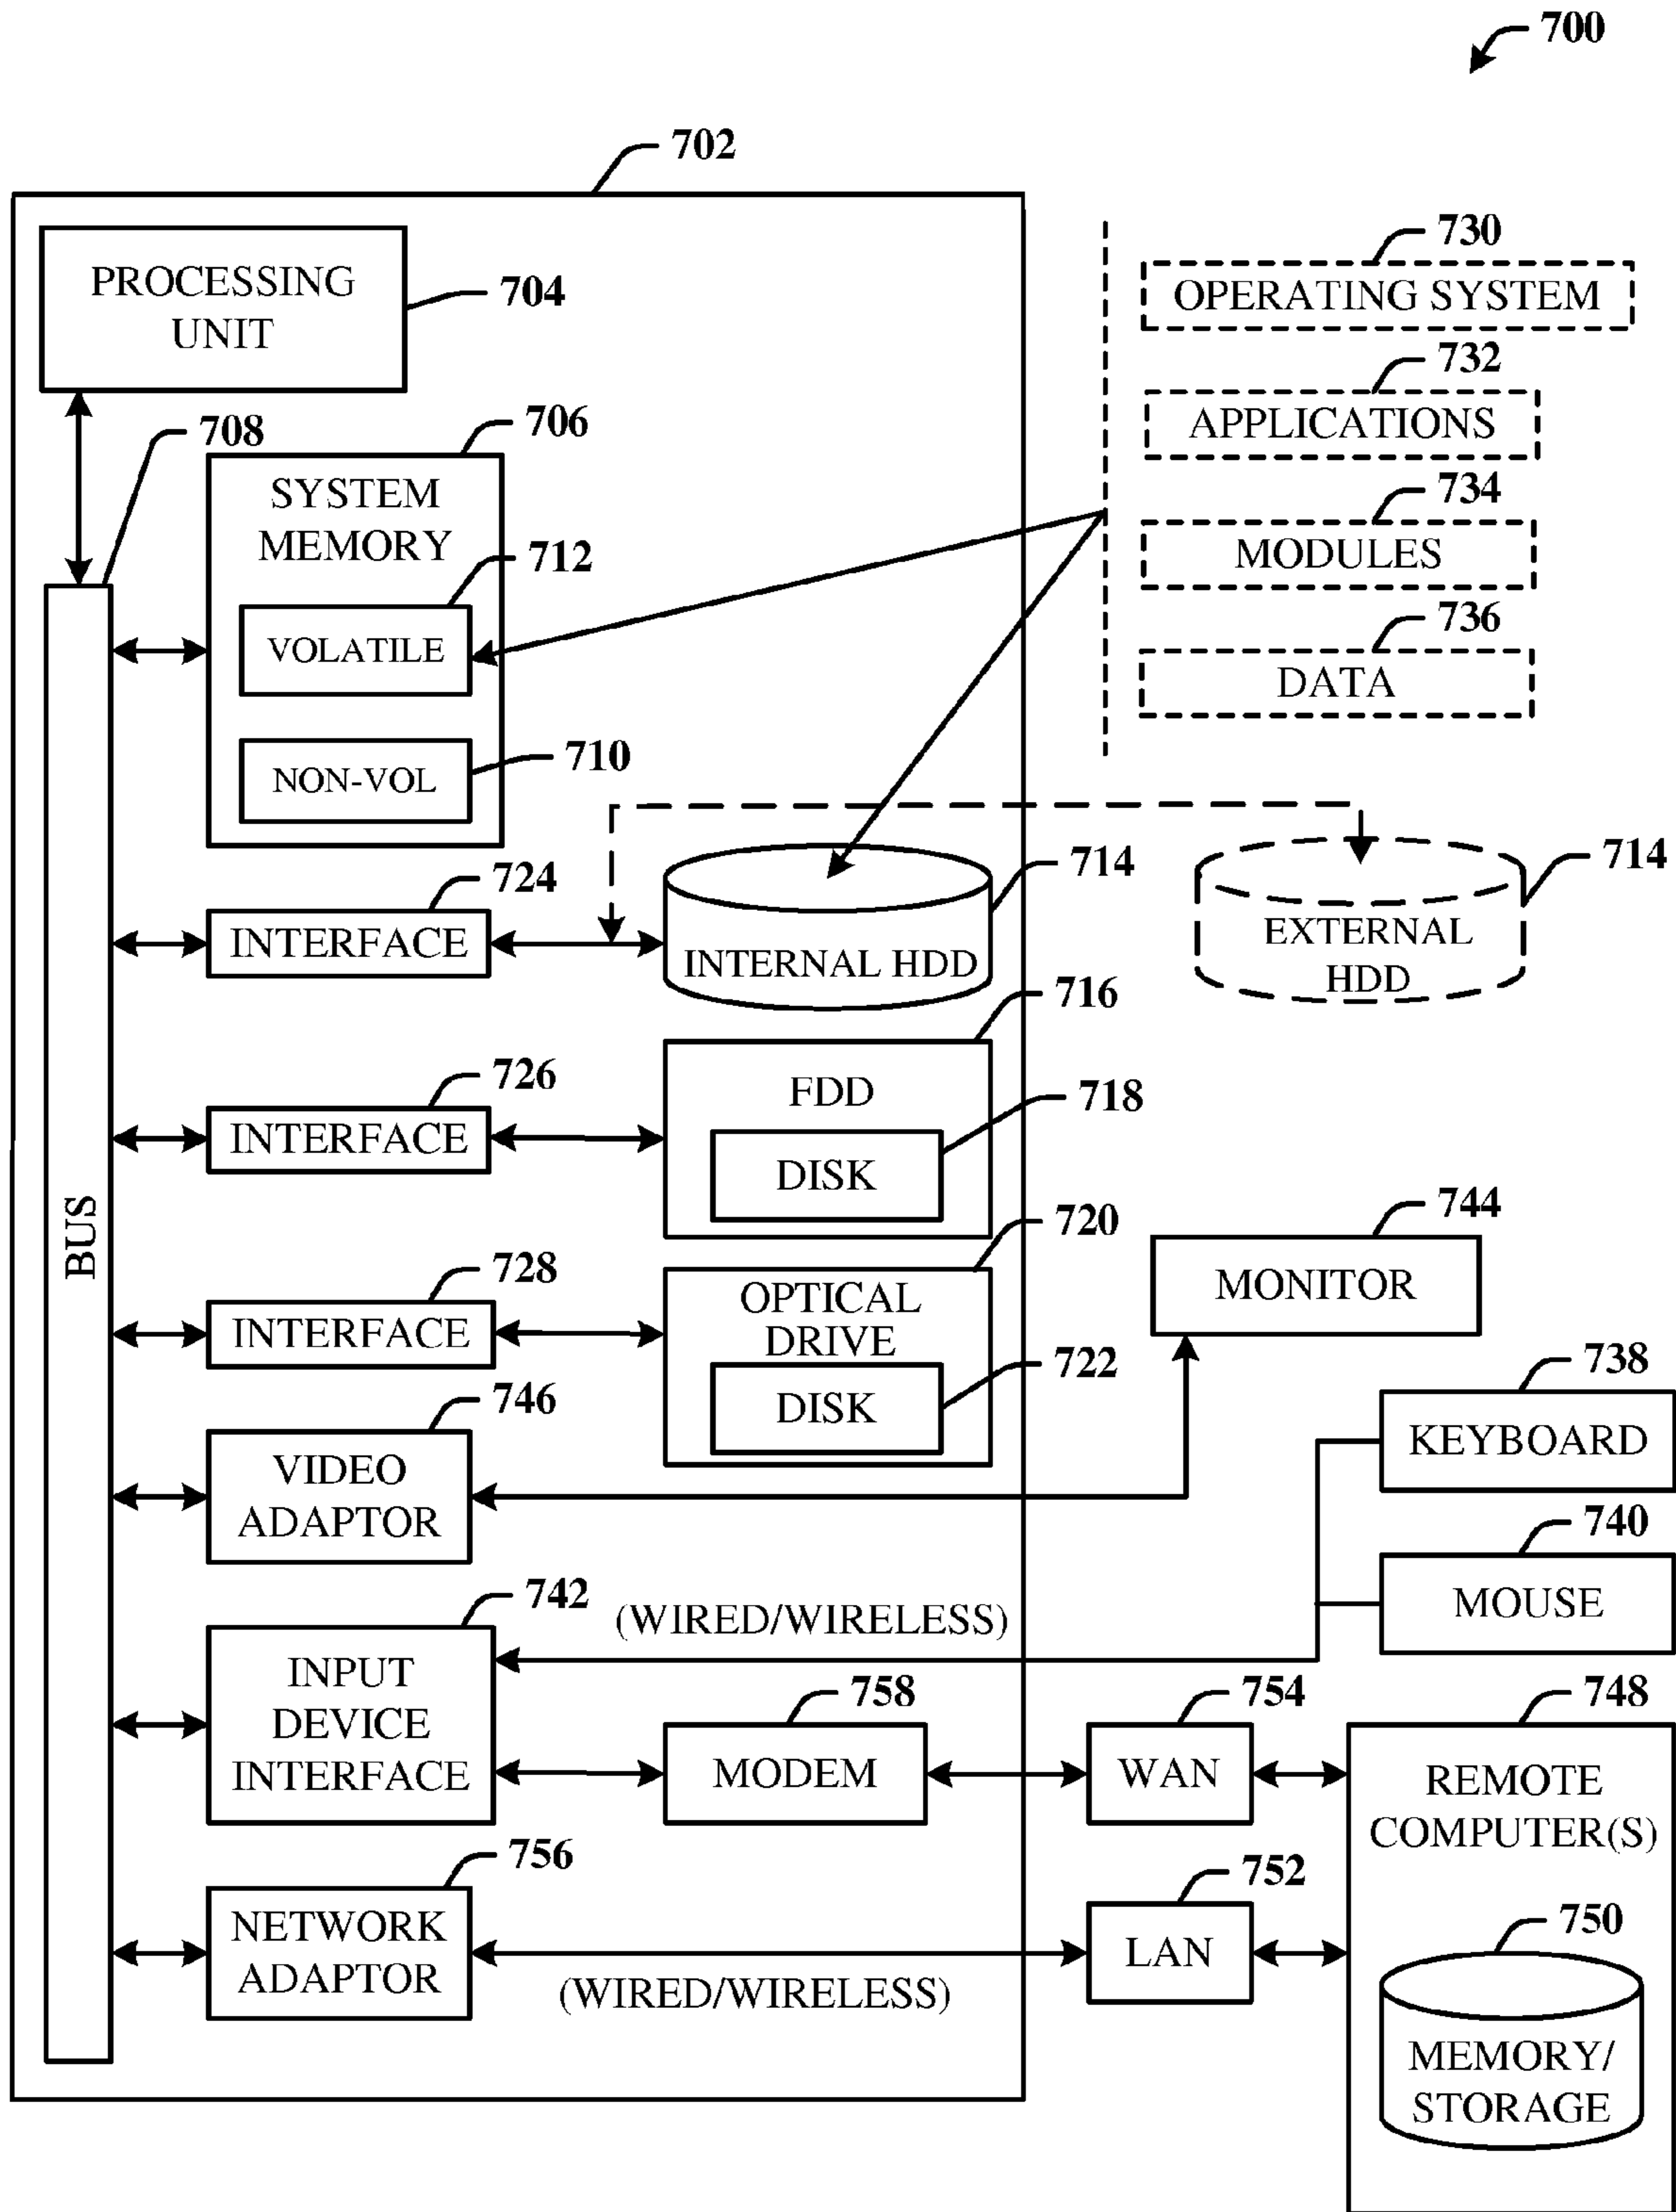 700
702
PROCESSING
UNIT
704
730
OPERATING SYSTEM
732
APPLICATIONS
734
MODULES
736
DATA
708
706
SYSTEM
MEMORY
712
VOLATILE
710
NON-VOL
BUS
724
INTERFACE
714
INTERNAL HDD
714
EXTERNAL
HDD
726
INTERFACE
716
FDD
718
DISK
728
INTERFACE
720
OPTICAL
DRIVE
722
DISK
744
MONITOR
746
VIDEO
ADAPTOR
738
KEYBOARD
740
MOUSE
742
INPUT
DEVICE
INTERFACE
(WIRED/WIRELESS)
758
MODEM
754
WAN
748
REMOTE
COMPUTER(S)
756
NETWORK
ADAPTOR
(WIRED/WIRELESS)
752
LAN
750
MEMORY/
STORAGE